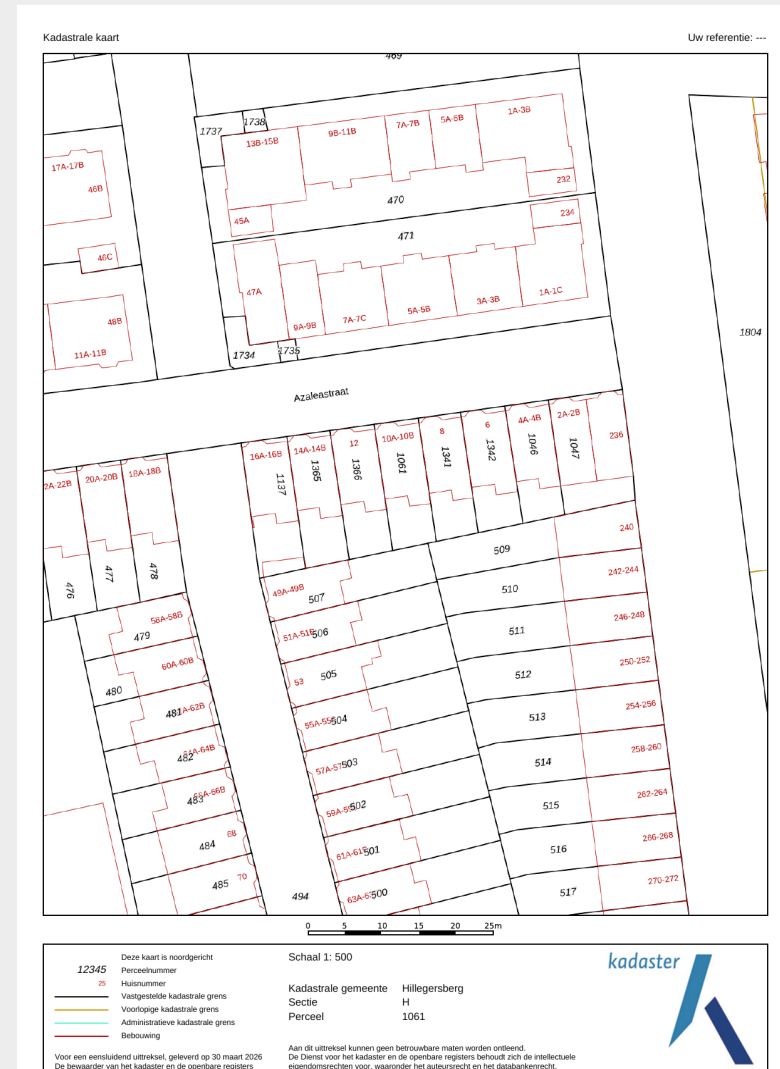 Kadastrale kaart
Uw referentie: ---
469
1737
1738
13B-15B
9B-11B
7A-7B
5A-5B
1A-3B
17A-17B
46B
232
470
45A
234
471
46C
47A
1A-1C
3A-3B
5A-5B
7A-7C
9A-9B
48B
11A-11B
1734
1735
1804
Azaleastraat
16A-16B
14A-14B
12
10A-10B
8
6
4A-4B
2A-2B
236
1137
1365
1366
1061
1341
1342
1046
1047
2A-22B
20A-20B
18A-18B
476
477
478
240
509
242-244
510
246-248
511
250-252
512
254-256
513
258-260
514
262-264
515
266-268
516
270-272
517
49A-49B
507
506
53
505
504
503
502
501
500
58A-58B
479
60A-60B
480
481
482
483
68
484
70
485
494
0 5 10 15 20 25m
12345
25
Deze kaart is noordgericht
Perceelnummer
Huisnummer
Vastgestelde kadastrale grens
Voorlopige kadastrale grens
Administratieve kadastrale grens
Bebouwing
Voor een eensluidend uittreksel, geleverd op 30 maart 2026
De bewaarder van het kadaster en de openbare registers
Schaal 1: 500
Kadastrale gemeente Hillegersberg
Sectie H
Perceel 1061
Aan dit uittreksel kunnen geen betrouwbare maten worden ontleend.
De Dienst voor het kadaster en de openbare registers behoudt zich de intellectuele
eigendomsrechten voor, waaronder het auteursrecht en het databankenrecht.
kadaster